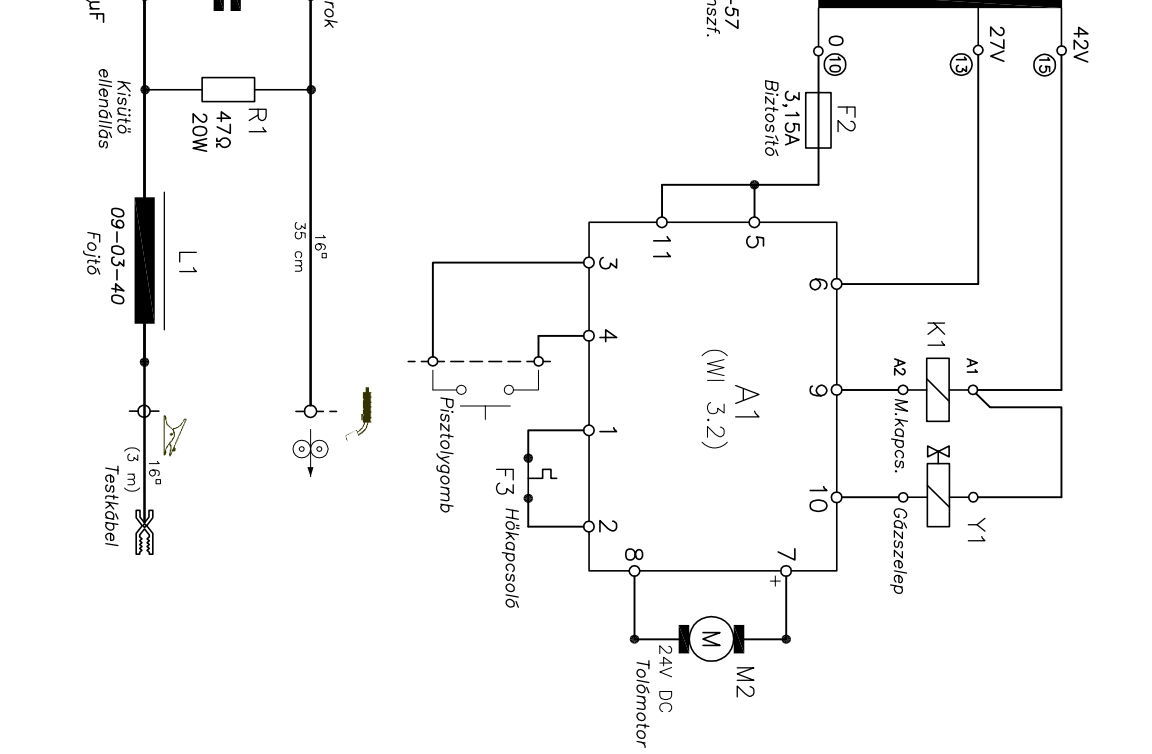 42V
15
27V
13
0
10
-57
nszf.
F2
3,15A
Biztosító
rok
µF
R1
47Ω
20W
Kisütő
ellenállás
L1
09-03-40
Fojtó
16▫
35 cm
11
5
3
4
1
2
6
9
10
8
7
+
A1
(WI 3.2)
K1
A2
A1
M.kapcs.
Y1
Gázszelep
Pisztolygomb
F3
Hőkapcsoló
16▫
(3 m)
Testkábel
M
M2
24V DC
Tolómotor